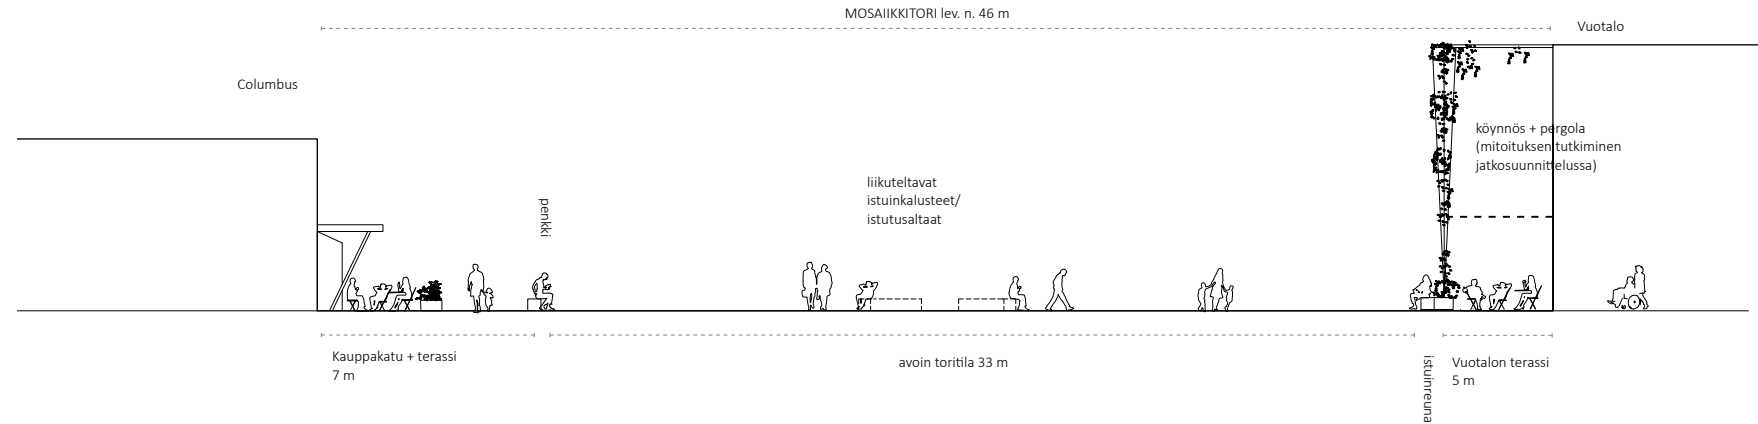 MOSAIIKKITORI lev. n. 46 m
Vuotalo
Columbus
köynnös + pergola
(mitoituksen tutkiminen
jatkosuunnittelussa)
liikuteltavat
istuinkalusteet/
istutusaltaat
penkki
Kauppakatu + terassi
7 m
avoin toritila 33 m
istuinreuna
Vuotalon terassi
5 m